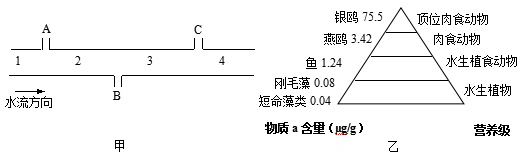 A
C
1
2
3
4
水流方向
B
甲
银鸥 75.5
顶位肉食动物
燕鸥 3.42
肉食动物
鱼 1.24
水生植食动物
刚毛藻 0.08
水生植物
短命藻类 0.04
物质 a 含量（μg/g）
营养级
乙